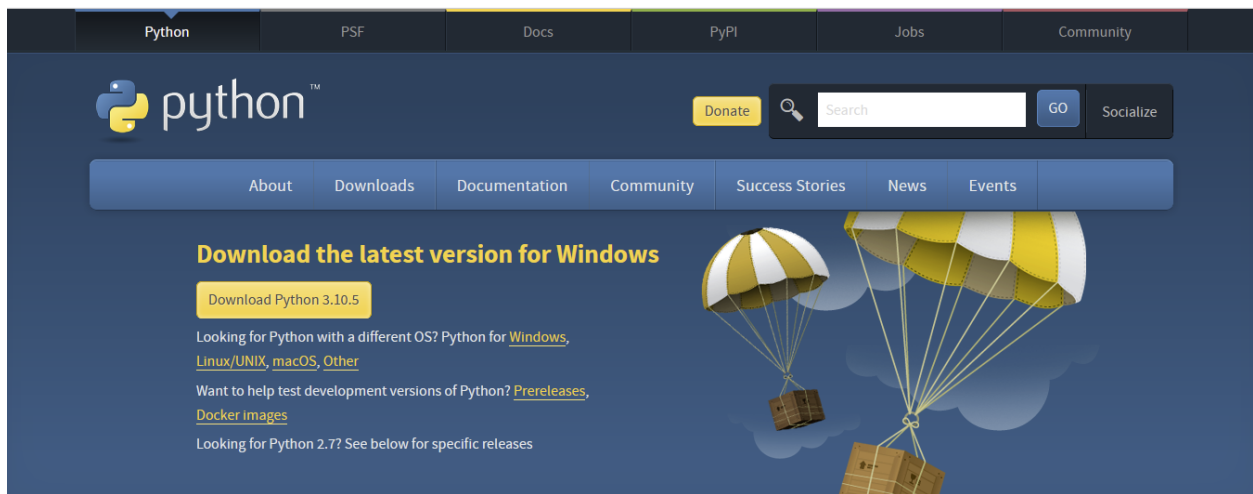 Python PSF Docs PyPI Jobs Community
python™
Donate Search GO Socialize
About Downloads Documentation Community Success Stories News Events
Download the latest version for Windows
Download Python 3.10.5
Looking for Python with a different OS? Python for Windows,
Linux/UNIX, macOS, Other
Want to help test development versions of Python? Prereleases,
Docker images
Looking for Python 2.7? See below for specific releases